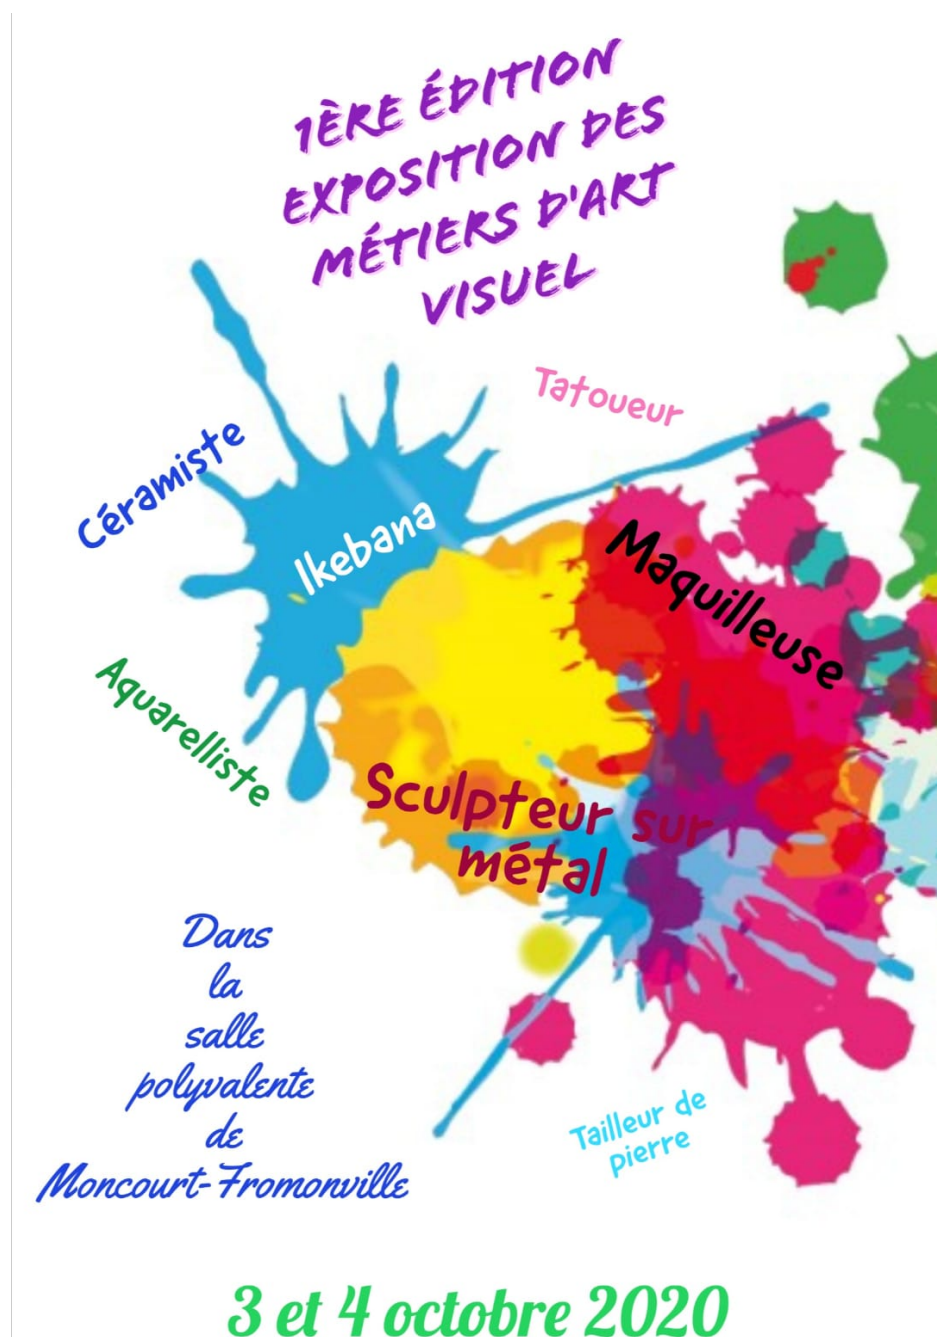 1ÈRE ÉDITION
EXPOSITION DES
MÉTIERS D'ART
VISUEL
Tatoueur
Céramiste
Ikebana
Maquilleuse
Aquarelliste
Sculpteur sur
métal
Dans
la
salle
polyvalente
de
Moncourt-Fromonville
Tailleur de
pierre
3 et 4 octobre 2020